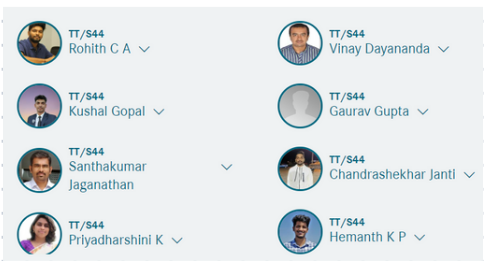 TT/S44
Rohith C A
TT/S44
Vinay Dayananda
TT/S44
Kushal Gopal
TT/S44
Gaurav Gupta
TT/S44
Santhakumar
Jaganathan
TT/S44
Chandrashekhar Janti
TT/S44
Priyadharshini K
TT/S44
Hemanth K P